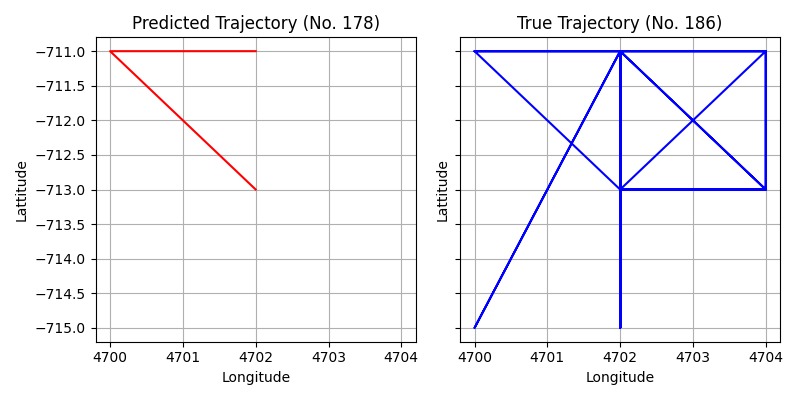 Predicted Trajectory (No. 178)
−711.0
−711.5
−712.0
−712.5
−713.0
−713.5
−714.0
−714.5
−715.0
Lattitude
4700 4701 4702 4703 4704
Longitude
True Trajectory (No. 186)
Lattitude
4700 4701 4702 4703 4704
Longitude